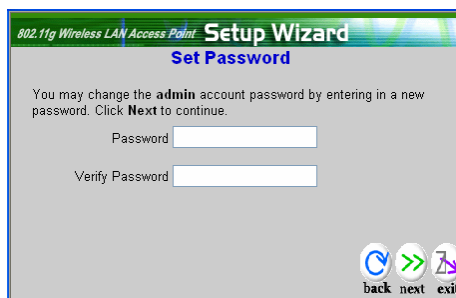 802.11g Wireless LAN Access Point Setup Wizard
Set Password
You may change the admin account password by entering in a new
password. Click Next to continue.
Password
Verify Password
back next exit